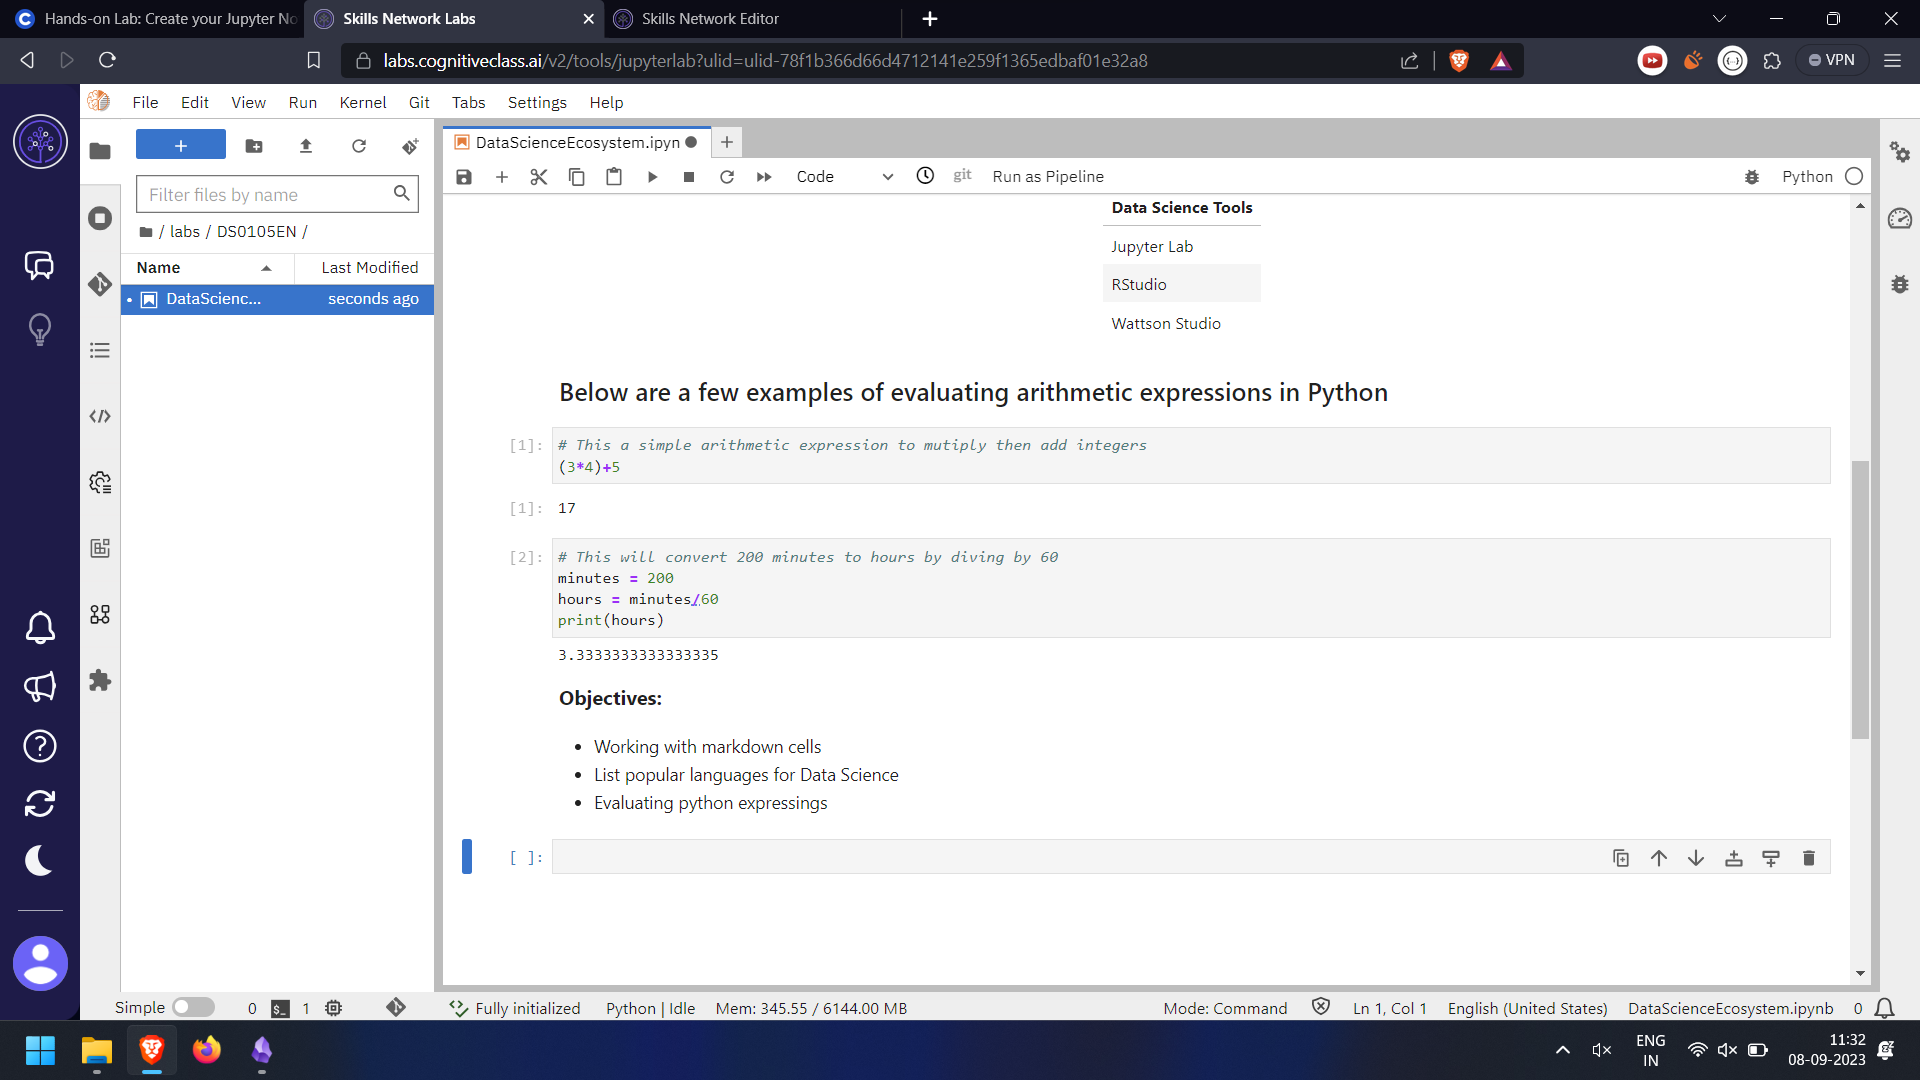 Hands-on Lab: Create your Jupyter No
Skills Network Labs
Skills Network Editor
labs.cognitiveclass.ai/v2/tools/jupyterlab?ulid=ulid-78f1b366d66d4712141e259f1365edbaf01e32a8
VPN
File Edit View Run Kernel Git Tabs Settings Help
DataScienceEcosystem.ipyn
Code
git
Run as Pipeline
Python
Filter files by name
/ labs / DS0105EN /
Name Last Modified
DataScienc... seconds ago
Data Science Tools
Jupyter Lab
RStudio
Wattson Studio
Below are a few examples of evaluating arithmetic expressions in Python
[1]: # This a simple arithmetic expression to mutiply then add integers
(3*4)+5
[1]: 17
[2]: # This will convert 200 minutes to hours by diving by 60
minutes = 200
hours = minutes/60
print(hours)
3.3333333333333335
Objectives:
• Working with markdown cells
• List popular languages for Data Science
• Evaluating python expressings
[ ]:
Simple 0 $_ 1 Fully initialized Python | Idle Mem: 345.55 / 6144.00 MB Mode: Command Ln 1, Col 1 English (United States) DataScienceEcosystem.ipynb 0
ENG
IN
11:32
08-09-2023